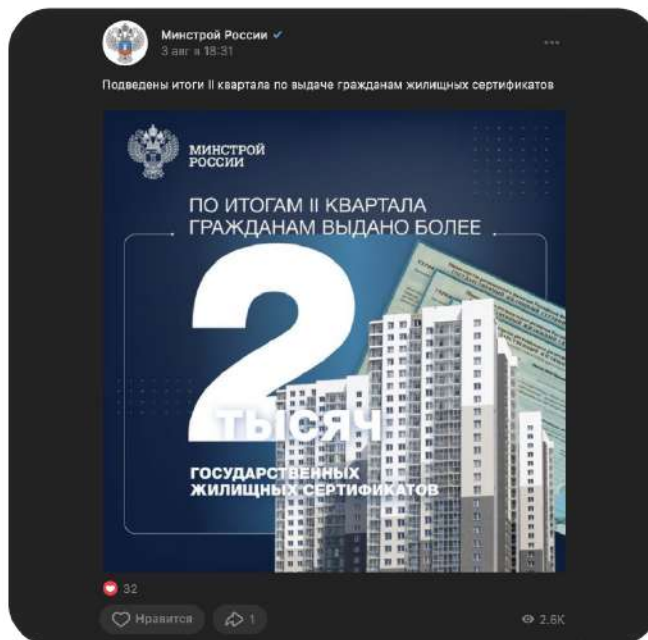 Минстрой России
3 авг в 18:31
Подведены итоги II квартала по выдаче гражданам жилищных сертификатов
МИНСТРОЙ
РОССИИ
ПО ИТОГАМ II КВАРТАЛА
ГРАЖДАНАМ ВЫДАНО БОЛЕЕ
2
ТЫСЯЧ
ГОСУДАРСТВЕННЫХ
ЖИЛИЩНЫХ СЕРТИФИКАТОВ
32
Нравится
1
2.6K